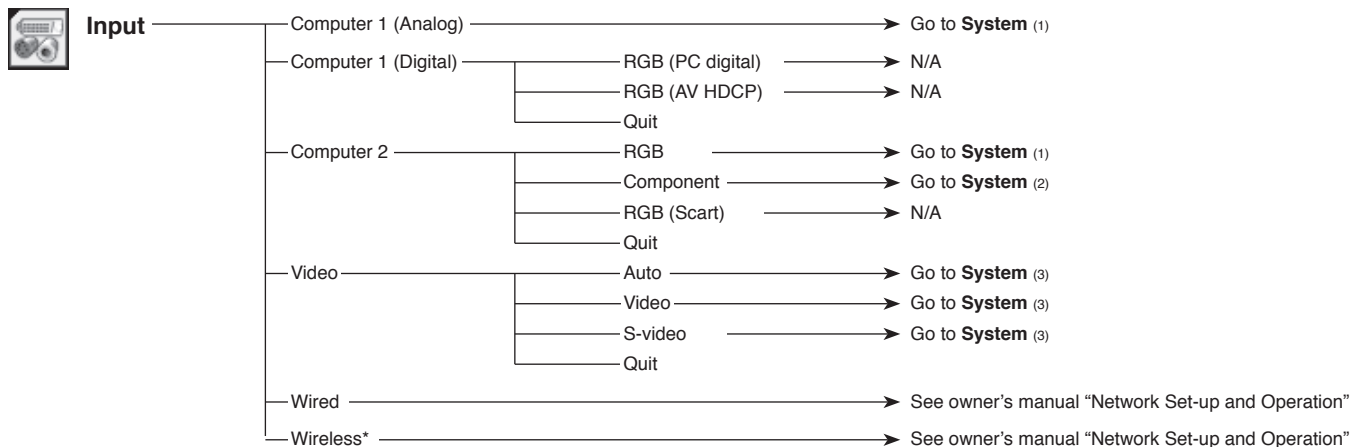 Input Computer 1 (Analog) Go to System (1)
Computer 1 (Digital) RGB (PC digital) N/A
RGB (AV HDCP) N/A
Quit
Computer 2 RGB Go to System (1)
Component Go to System (2)
RGB (Scart) N/A
Quit
Video Auto Go to System (3)
Video Go to System (3)
S-video Go to System (3)
Quit
Wired See owner’s manual “Network Set-up and Operation”
Wireless* See owner’s manual “Network Set-up and Operation”